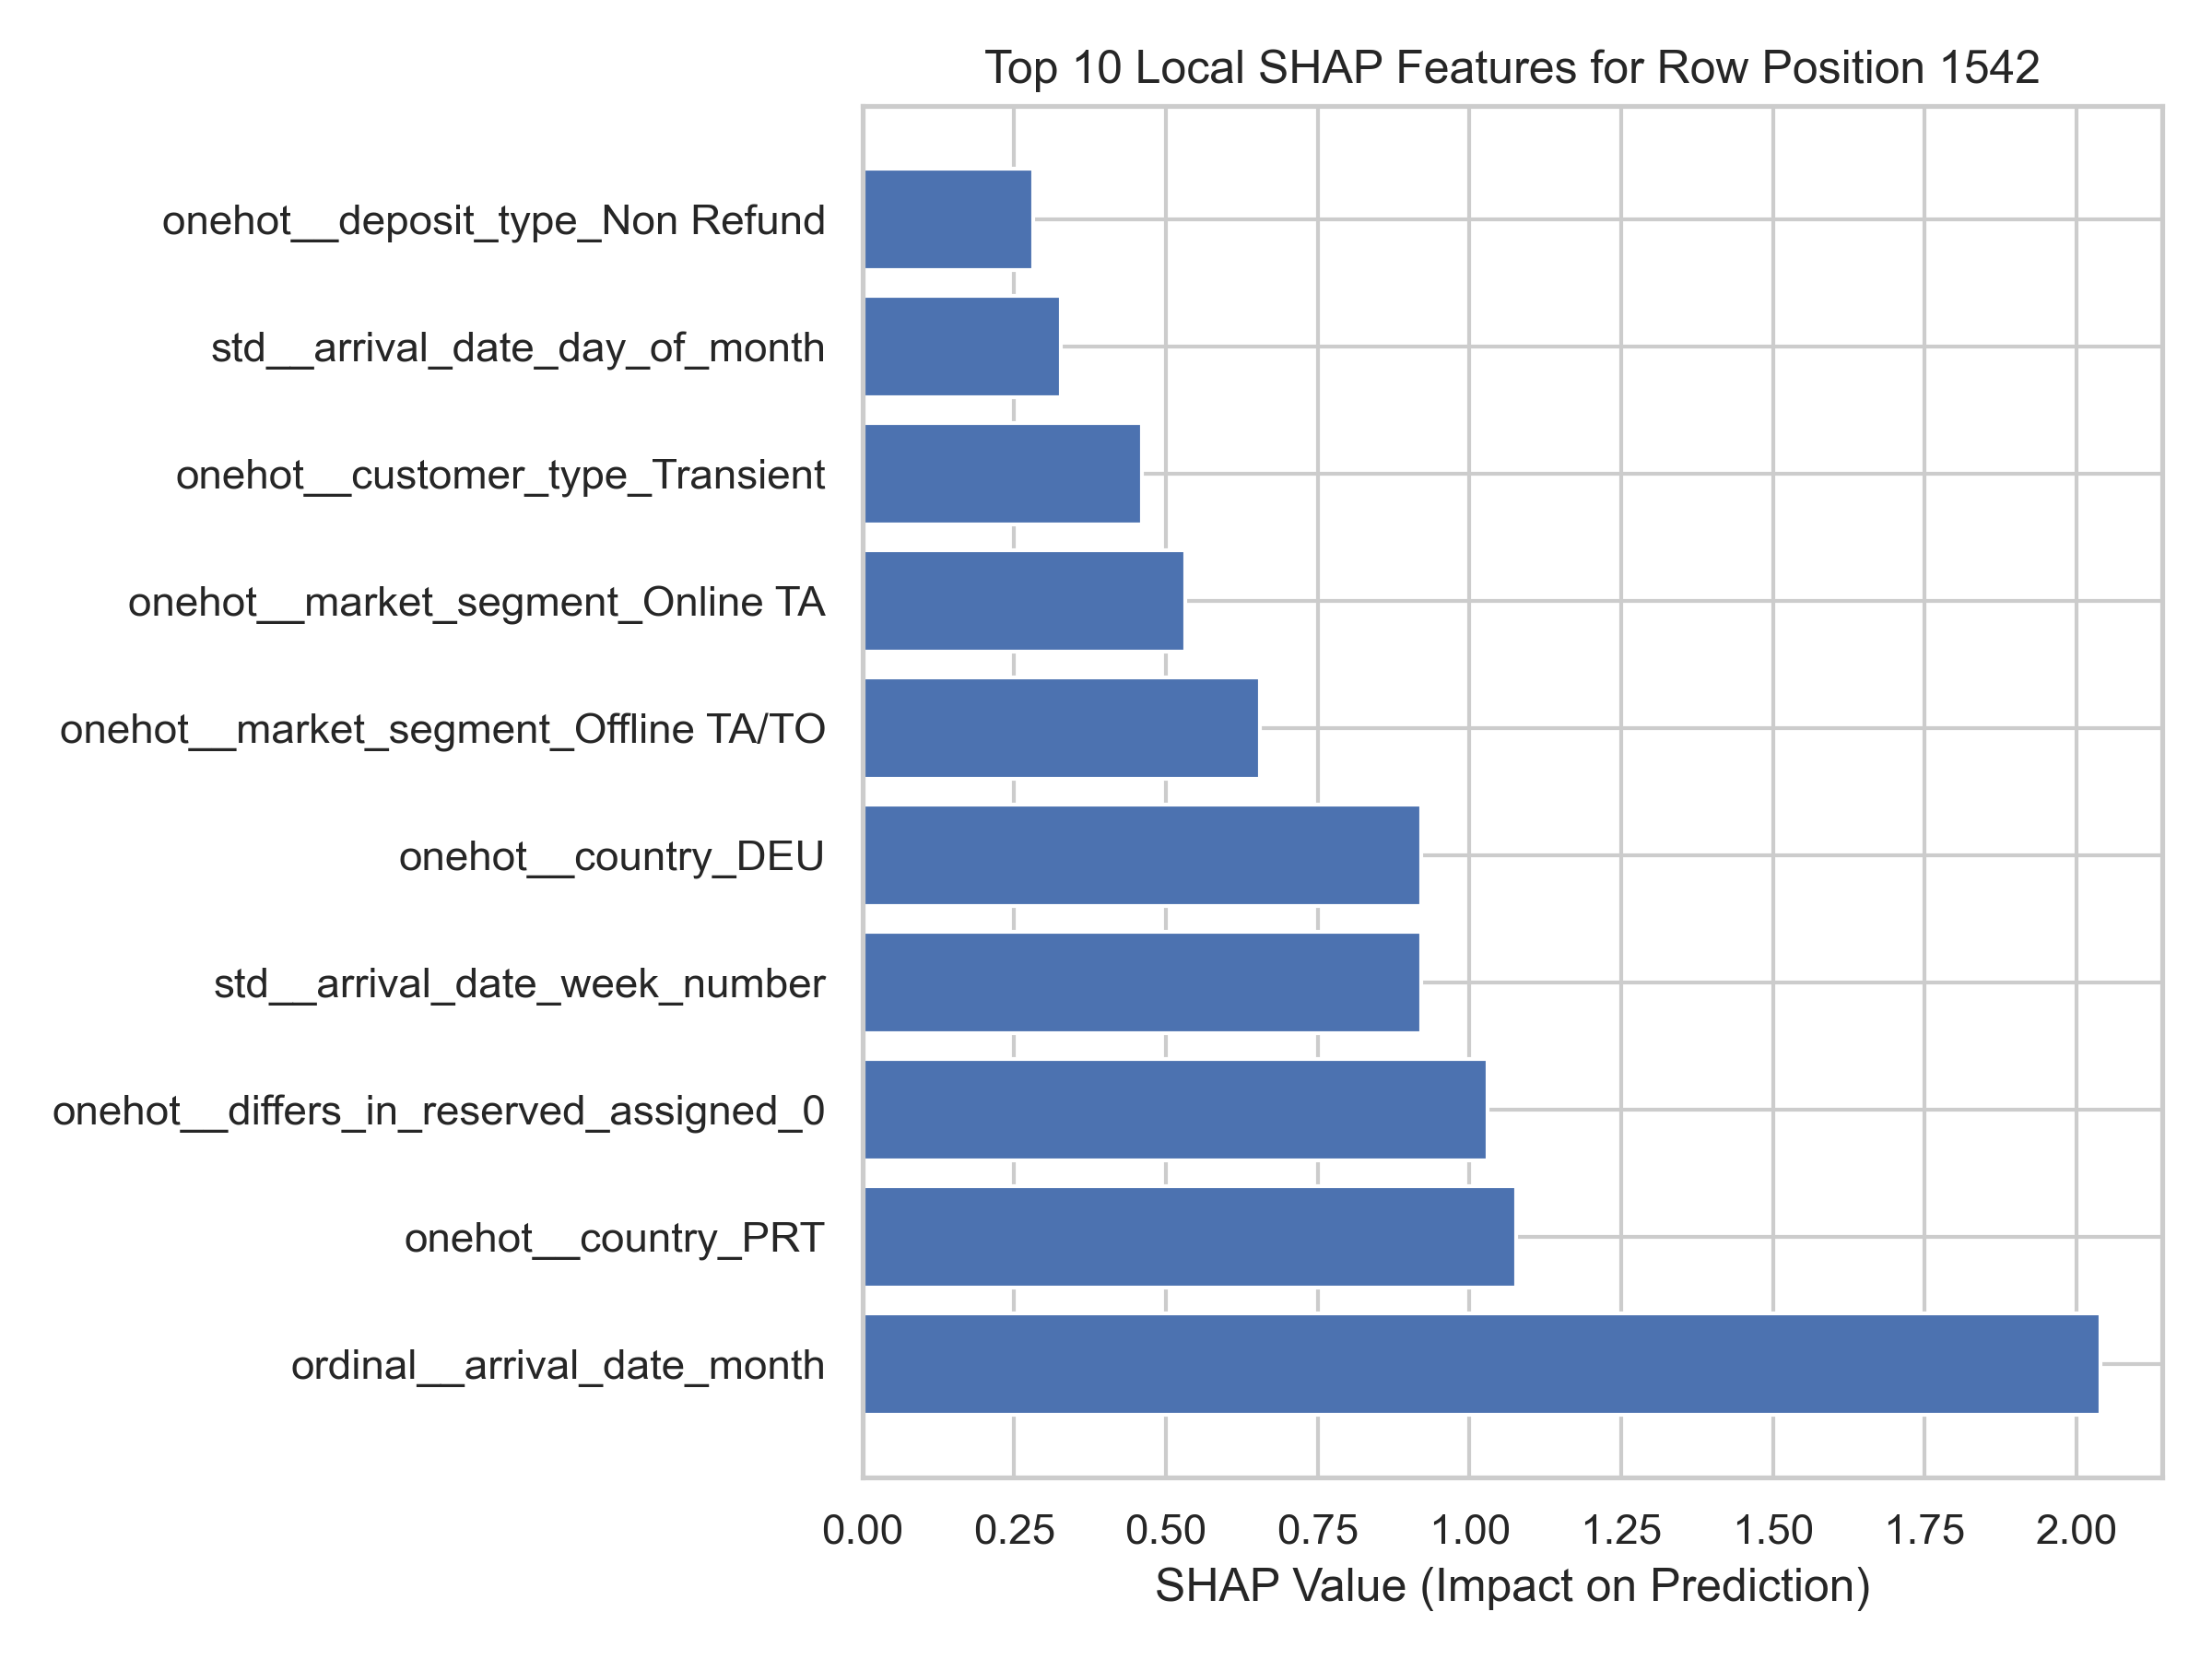 Top 10 Local SHAP Features for Row Position 1542
onehot__deposit_type_Non Refund
std__arrival_date_day_of_month
onehot__customer_type_Transient
onehot__market_segment_Online TA
onehot__market_segment_Offline TA/TO
onehot__country_DEU
std__arrival_date_week_number
onehot__differs_in_reserved_assigned_0
onehot__country_PRT
ordinal__arrival_date_month
0.00 0.25 0.50 0.75 1.00 1.25 1.50 1.75 2.00
SHAP Value (Impact on Prediction)